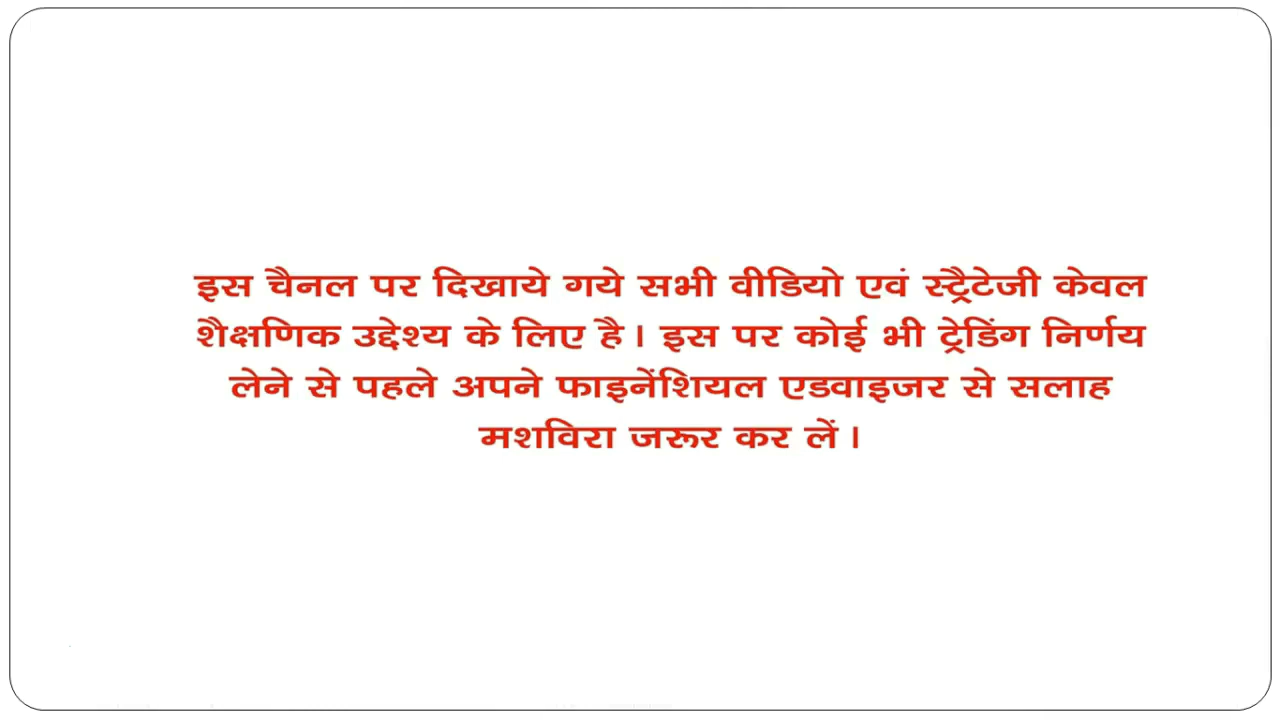 इस चैनल पर दिखाये गये सभी वीडियो एवं स्ट्रैटेजी केवल
शैक्षणिक उद्देश्य के लिए है। इस पर कोई भी ट्रेडिंग निर्णय
लेने से पहले अपने फाइनेंशियल एडवाइजर से सलाह
मशविरा जरूर कर लें।